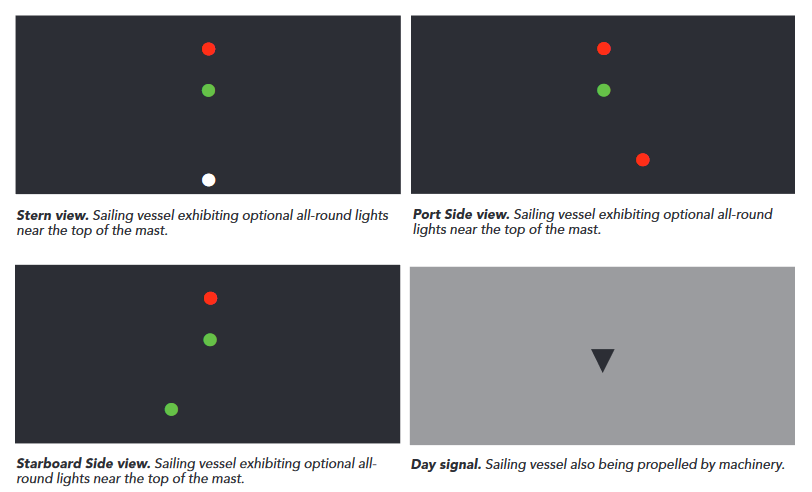 Stern view. Sailing vessel exhibiting optional all-round lights
near the top of the mast.
Port Side view. Sailing vessel exhibiting optional all-round
lights near the top of the mast.
Starboard Side view. Sailing vessel exhibiting optional all-
round lights near the top of the mast.
Day signal. Sailing vessel also being propelled by machinery.